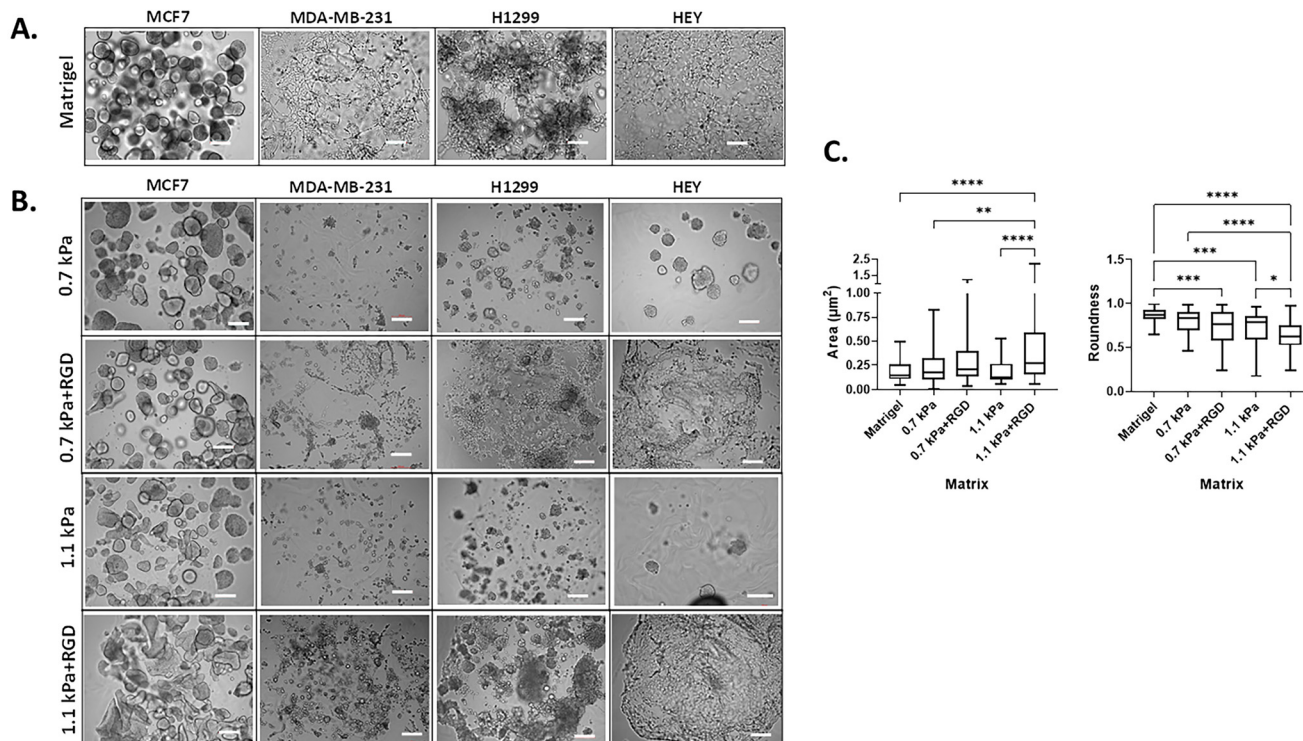 A.
MCF7 MDA-MB-231 H1299 HEY
Matrigel
B.
MCF7 MDA-MB-231 H1299 HEY
0.7 kPa
0.7 kPa+RGD
1.1 kPa
1.1 kPa+RGD
C.
****
**
****
2.5
1.5
1.00
0.75
0.50
0.25
0.00
Area (µm²)
Matrigel
0.7 kPa
0.7 kPa+RGD
1.1 kPa
1.1 kPa+RGD
Matrix
****
****
***
***
*
1.5
1.0
0.5
0.0
Roundness
Matrigel
0.7 kPa
0.7 kPa+RGD
1.1 kPa
1.1 kPa+RGD
Matrix